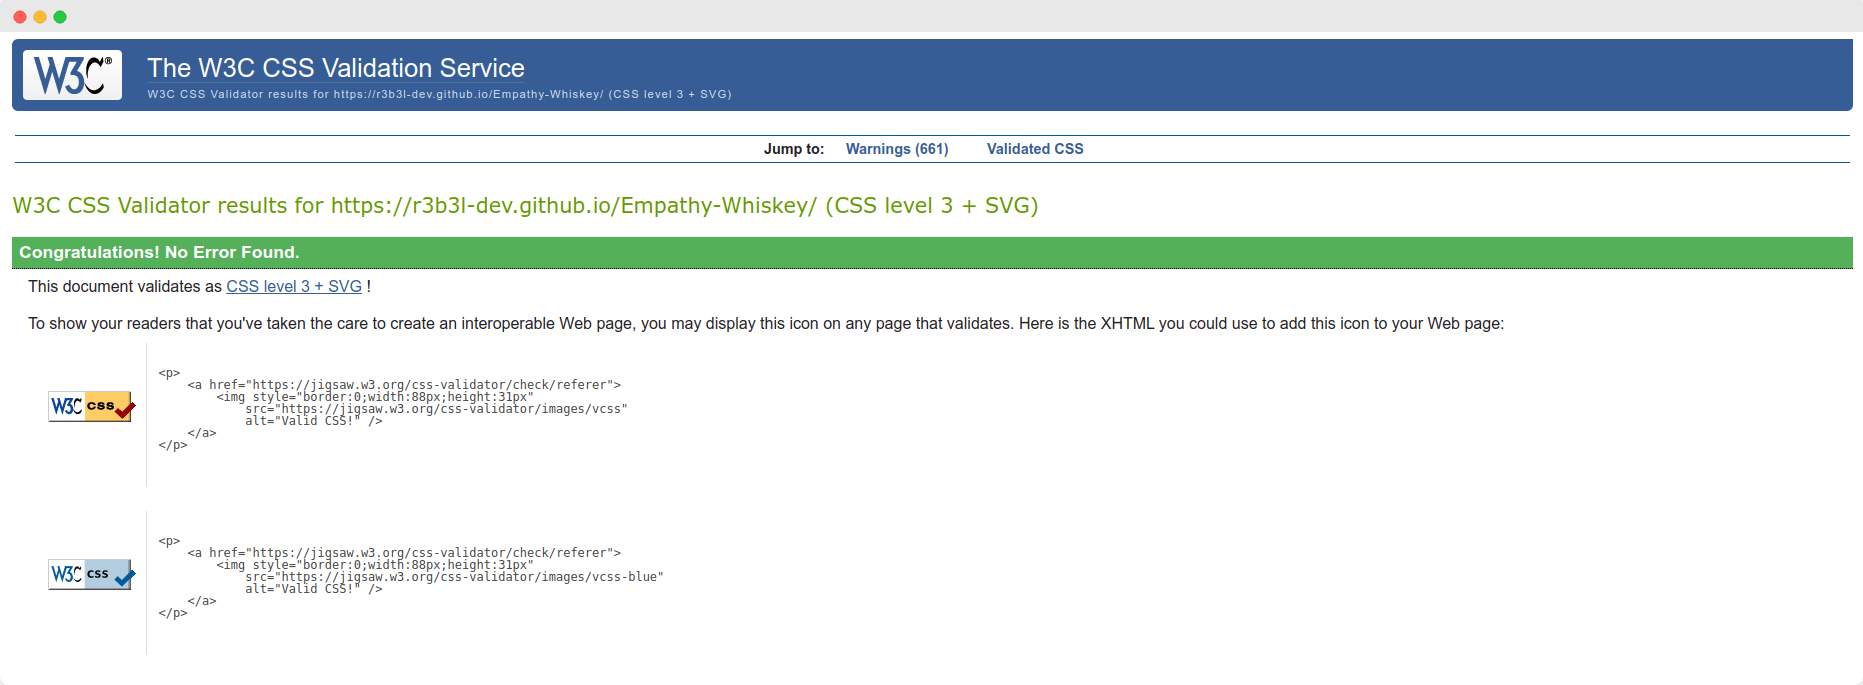 W3C®
The W3C CSS Validation Service
W3C CSS Validator results for https://r3b3l-dev.github.io/Empathy-Whiskey/ (CSS level 3 + SVG)
Jump to: Warnings (661) Validated CSS
W3C CSS Validator results for https://r3b3l-dev.github.io/Empathy-Whiskey/ (CSS level 3 + SVG)
Congratulations! No Error Found.
This document validates as CSS level 3 + SVG !
To show your readers that you've taken the care to create an interoperable Web page, you may display this icon on any page that validates. Here is the XHTML you could use to add this icon to your Web page:
W3C css
<p>
<a href="https://jigsaw.w3.org/css-validator/check/referer">
<img style="border:0;width:88px;height:31px"
src="https://jigsaw.w3.org/css-validator/images/vcss"
alt="Valid CSS!" />
</a>
</p>
W3C css
<p>
<a href="https://jigsaw.w3.org/css-validator/check/referer">
<img style="border:0;width:88px;height:31px"
src="https://jigsaw.w3.org/css-validator/images/vcss-blue"
alt="Valid CSS!" />
</a>
</p>